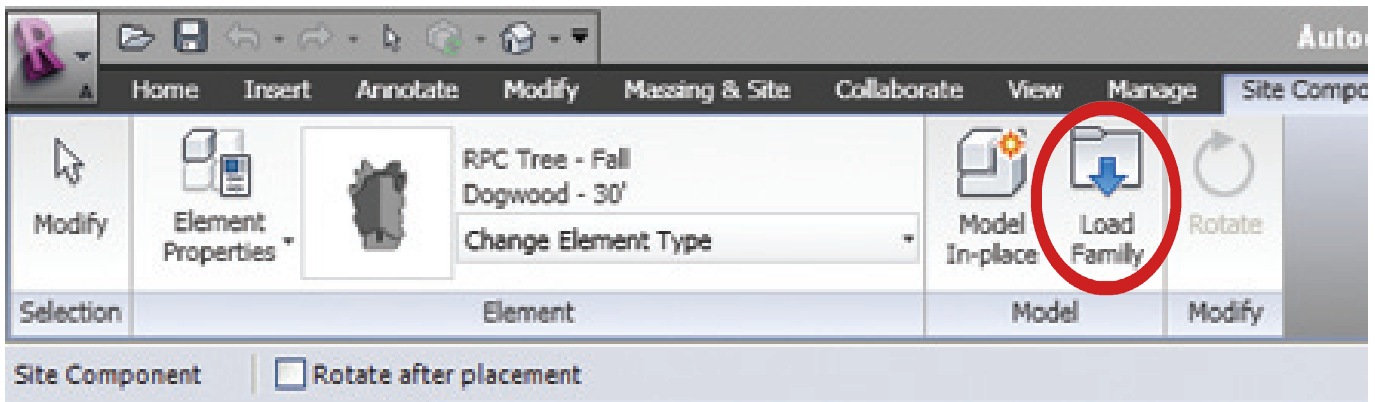 Auto
Home Insert Annotate Modify Massing & Site Collaborate View Manage Site Compo
RPC Tree - Fall
Dogwood - 30'
Modify
Element
Properties
Change Element Type
Model
In-place
Load
Family
Rotate
Selection Element Model Modify
Site Component Rotate after placement